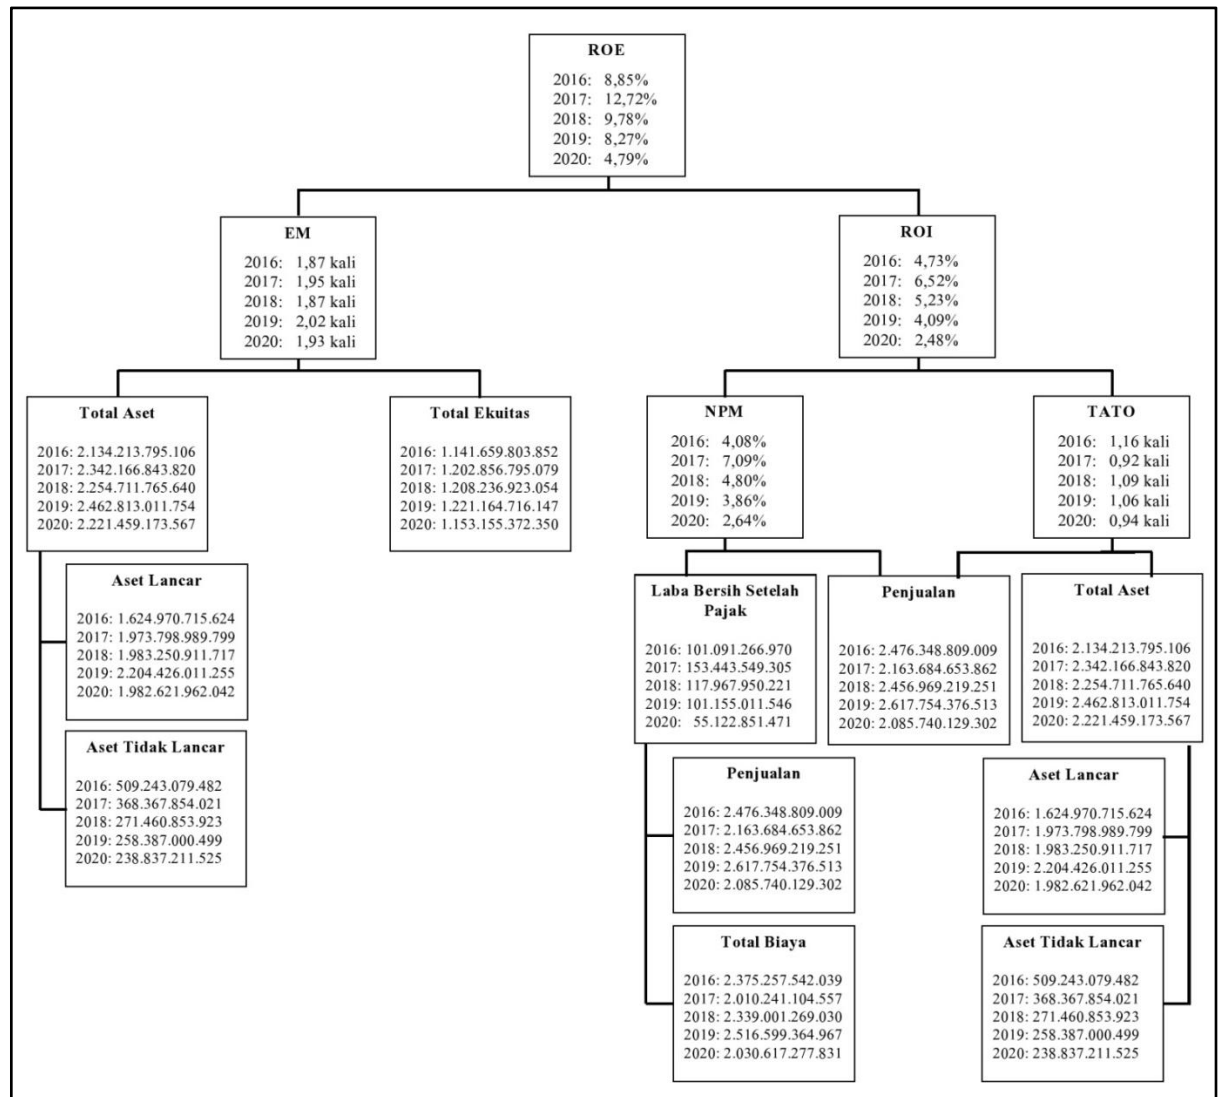 ROE
2016: 8,85%
2017: 12,72%
2018: 9,78%
2019: 8,27%
2020: 4,79%
EM
2016: 1,87 kali
2017: 1,95 kali
2018: 1,87 kali
2019: 2,02 kali
2020: 1,93 kali
ROI
2016: 4,73%
2017: 6,52%
2018: 5,23%
2019: 4,09%
2020: 2,48%
Total Aset
2016: 2.134.213.795.106
2017: 2.342.166.843.820
2018: 2.254.711.765.640
2019: 2.462.813.011.754
2020: 2.221.459.173.567
Total Ekuitas
2016: 1.141.659.803.852
2017: 1.202.856.795.079
2018: 1.208.236.923.054
2019: 1.221.164.716.147
2020: 1.153.155.372.350
NPM
2016: 4,08%
2017: 7,09%
2018: 4,80%
2019: 3,86%
2020: 2,64%
TATO
2016: 1,16 kali
2017: 0,92 kali
2018: 1,09 kali
2019: 1,06 kali
2020: 0,94 kali
Aset Lancar
2016: 1.624.970.715.624
2017: 1.973.798.989.799
2018: 1.983.250.911.717
2019: 2.204.426.011.255
2020: 1.982.621.962.042
Aset Tidak Lancar
2016: 509.243.079.482
2017: 368.367.854.021
2018: 271.460.853.923
2019: 258.387.000.499
2020: 238.837.211.525
Laba Bersih Setelah
Pajak
2016: 101.091.266.970
2017: 153.443.549.305
2018: 117.967.950.221
2019: 101.155.011.546
2020: 55.122.851.471
Penjualan
2016: 2.476.348.809.009
2017: 2.163.684.653.862
2018: 2.456.969.219.251
2019: 2.617.754.376.513
2020: 2.085.740.129.302
Total Aset
2016: 2.134.213.795.106
2017: 2.342.166.843.820
2018: 2.254.711.765.640
2019: 2.462.813.011.754
2020: 2.221.459.173.567
Penjualan
2016: 2.476.348.809.009
2017: 2.163.684.653.862
2018: 2.456.969.219.251
2019: 2.617.754.376.513
2020: 2.085.740.129.302
Aset Lancar
2016: 1.624.970.715.624
2017: 1.973.798.989.799
2018: 1.983.250.911.717
2019: 2.204.426.011.255
2020: 1.982.621.962.042
Total Biaya
2016: 2.375.257.542.039
2017: 2.010.241.104.557
2018: 2.339.001.269.030
2019: 2.516.599.364.967
2020: 2.030.617.277.831
Aset Tidak Lancar
2016: 509.243.079.482
2017: 368.367.854.021
2018: 271.460.853.923
2019: 258.387.000.499
2020: 238.837.211.525